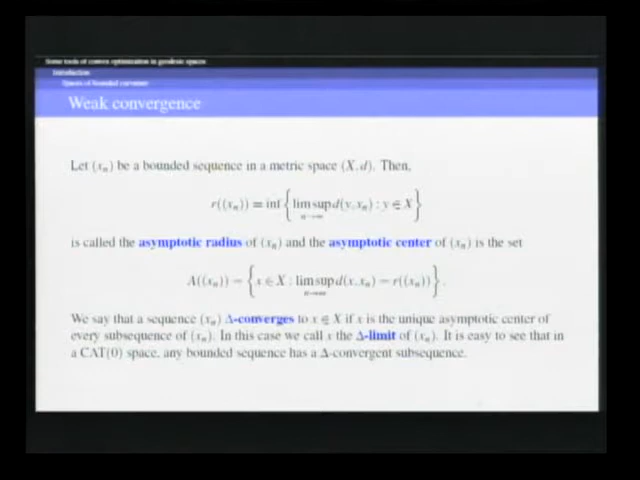 Some tools of convex optimization in geodesic spaces
Introduction
Spaces of bounded curvature
Weak convergence
Let (xₙ) be a bounded sequence in a metric space (X, d). Then,
r((xₙ)) = inf { lim sup d(y, xₙ) : y ∈ X }
n→∞
is called the asymptotic radius of (xₙ) and the asymptotic center of (xₙ) is the set
A((xₙ)) = { x ∈ X : lim sup d(x, xₙ) = r((xₙ)) } .
n→∞
We say that a sequence (xₙ) Δ-converges to x ∈ X if x is the unique asymptotic center of
every subsequence of (xₙ). In this case we call x the Δ-limit of (xₙ). It is easy to see that in
a CAT(0) space, any bounded sequence has a Δ-convergent subsequence.